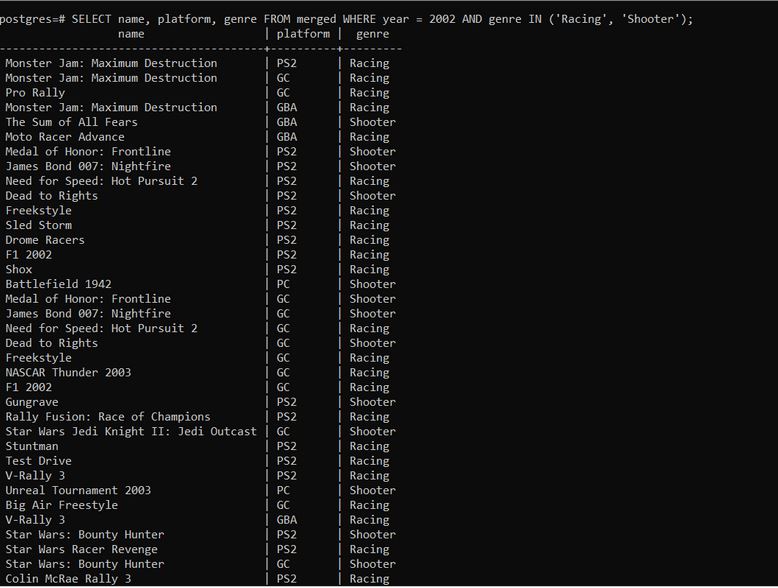 postgres=# SELECT name, platform, genre FROM merged WHERE year = 2002 AND genre IN ('Racing', 'Shooter');
                 name                  | platform |  genre
---------------------------------------+----------+---------
 Monster Jam: Maximum Destruction      | PS2      | Racing
 Monster Jam: Maximum Destruction      | GC       | Racing
 Pro Rally                             | GC       | Racing
 Monster Jam: Maximum Destruction      | GBA      | Racing
 The Sum of All Fears                  | GBA      | Shooter
 Moto Racer Advance                    | GBA      | Racing
 Medal of Honor: Frontline             | PS2      | Shooter
 James Bond 007: Nightfire             | PS2      | Shooter
 Need for Speed: Hot Pursuit 2         | PS2      | Racing
 Dead to Rights                        | PS2      | Shooter
 Freekstyle                            | PS2      | Racing
 Sled Storm                            | PS2      | Racing
 Drome Racers                          | PS2      | Racing
 F1 2002                               | PS2      | Racing
 Shox                                  | PS2      | Racing
 Battlefield 1942                      | PC       | Shooter
 Medal of Honor: Frontline             | GC       | Shooter
 James Bond 007: Nightfire             | GC       | Shooter
 Need for Speed: Hot Pursuit 2         | GC       | Racing
 Dead to Rights                        | GC       | Shooter
 Freekstyle                            | GC       | Racing
 NASCAR Thunder 2003                   | GC       | Racing
 F1 2002                               | GC       | Racing
 Gungrave                              | PS2      | Shooter
 Rally Fusion: Race of Champions       | PS2      | Racing
 Star Wars Jedi Knight II: Jedi Outcast | GC       | Shooter
 Stuntman                              | PS2      | Racing
 Test Drive                            | PS2      | Racing
 V-Rally 3                             | PS2      | Racing
 Unreal Tournament 2003                | PC       | Shooter
 Big Air Freestyle                     | GC       | Racing
 V-Rally 3                             | GBA      | Racing
 Star Wars: Bounty Hunter              | PS2      | Shooter
 Star Wars Racer Revenge               | PS2      | Racing
 Star Wars: Bounty Hunter              | GC       | Shooter
 Colin McRae Rally 3                   | PS2      | Racing